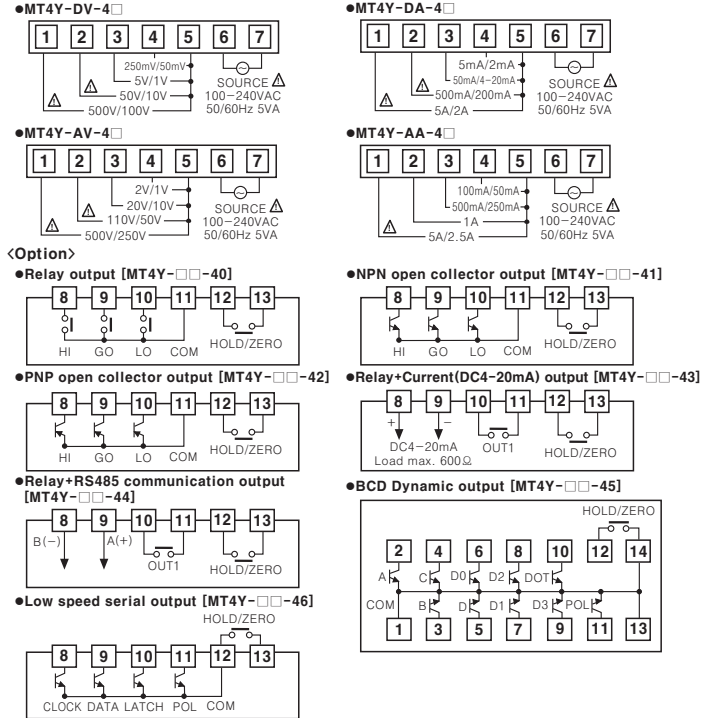 ●MT4Y-DV-4□
1 2 3 4 5 6 7
250mV/50mV
5V/1V
50V/10V
500V/100V
SOURCE
100-240VAC
50/60Hz 5VA
●MT4Y-DA-4□
1 2 3 4 5 6 7
5mA/2mA
50mA/4-20mA
500mA/200mA
5A/2A
SOURCE
100-240VAC
50/60Hz 5VA
●MT4Y-AV-4□
1 2 3 4 5 6 7
2V/1V
20V/10V
110V/50V
500V/250V
SOURCE
100-240VAC
50/60Hz 5VA
●MT4Y-AA-4□
1 2 3 4 5 6 7
100mA/50mA
500mA/250mA
1A
5A/2.5A
SOURCE
100-240VAC
50/60Hz 5VA
<Option>
●Relay output [MT4Y-□□-40]
8 9 10 11 12 13
HI GO LO COM HOLD/ZERO
●NPN open collector output [MT4Y-□□-41]
8 9 10 11 12 13
HI GO LO COM HOLD/ZERO
●PNP open collector output [MT4Y-□□-42]
8 9 10 11 12 13
HI GO LO COM HOLD/ZERO
●Relay+Current(DC4-20mA) output [MT4Y-□□-43]
8 9 10 11 12 13
+ −
DC4-20mA
Load max. 600Ω
OUT1
HOLD/ZERO
●Relay+RS485 communication output
[MT4Y-□□-44]
8 9 10 11 12 13
B(−) A(+)
OUT1
HOLD/ZERO
●BCD Dynamic output [MT4Y-□□-45]
HOLD/ZERO
2 4 6 8 10 12 14
A C D0 D2 DOT
COM B D D1 D3 POL
1 3 5 7 9 11 13
●Low speed serial output [MT4Y-□□-46]
HOLD/ZERO
8 9 10 11 12 13
CLOCK DATA LATCH POL COM